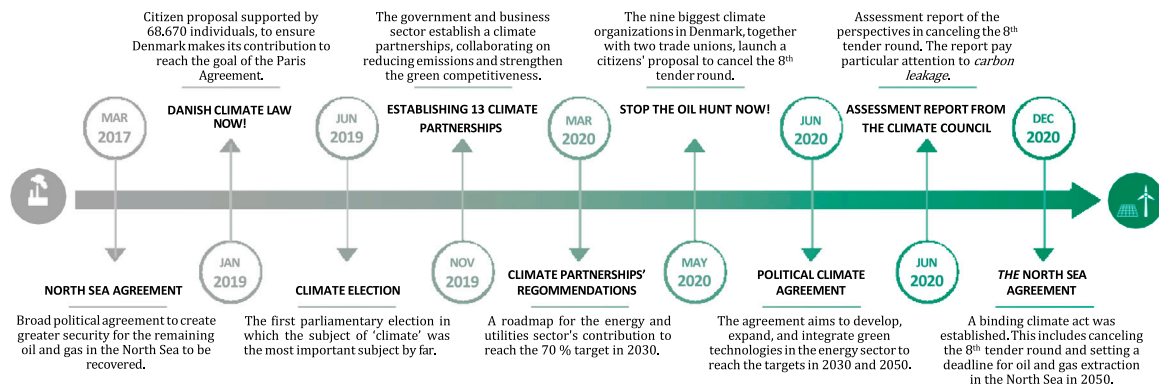 Citizen proposal supported by
68.670 individuals, to ensure
Denmark makes its contribution to
reach the goal of the Paris
Agreement.
DANISH CLIMATE LAW
NOW!
The government and business
sector establish a climate
partnerships, collaborating on
reducing emissions and strengthen
the green competitiveness.
ESTABLISHING 13 CLIMATE
PARTNERSHIPS
The nine biggest climate
organizations in Denmark, together
with two trade unions, launch a
citizens' proposal to cancel the 8th
tender round.
STOP THE OIL HUNT NOW!
Assessment report of the
perspectives in canceling the 8th
tender round. The report pay
particular attention to carbon
leakage.
ASSESSMENT REPORT FROM
THE CLIMATE COUNCIL
MAR
2017
JUN
2019
MAR
2020
JUN
2020
DEC
2020
JAN
2019
NOV
2019
MAY
2020
JUN
2020
NORTH SEA AGREEMENT
Broad political agreement to create
greater security for the remaining
oil and gas in the North Sea to be
recovered.
CLIMATE ELECTION
The first parliamentary election in
which the subject of 'climate' was
the most important subject by far.
CLIMATE PARTNERSHIPS'
REGOMMENDATIONS
A roadmap for the energy and
utilities sector's contribution to
reach the 70 % target in 2030.
POLITICAL CLIMATE
AGREEMENT
The agreement aims to develop,
expand, and integrate green
technologies in the energy sector to
reach the targets in 2030 and 2050.
THE NORTH SEA
AGREEMENT
A binding climate act was
established. This includes canceling
the 8th tender round and setting a
deadline for oil and gas extraction
in the North Sea in 2050.